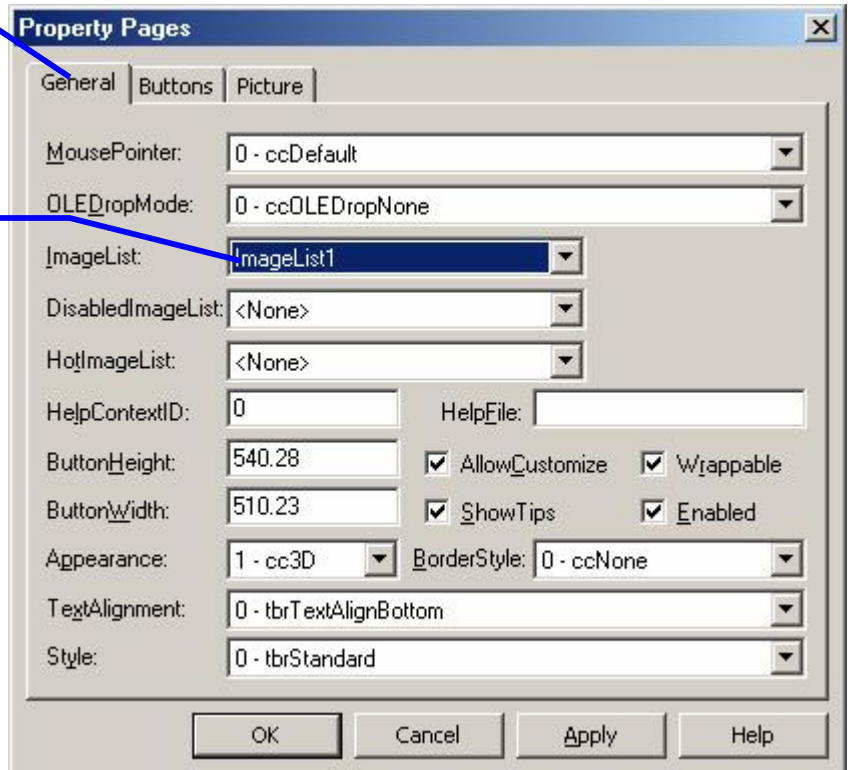 Property Pages
General Buttons Picture
MousePointer: 0 - ccDefault
OLEDropMode: 0 - ccOLEDropNone
ImageList: ImageList1
DisabledImageList: <None>
HotImageList: <None>
HelpContextID: 0 HelpFile:
ButtonHeight: 540.28 AllowCustomize Wrappable
ButtonWidth: 510.23 ShowTips Enabled
Appearance: 1 - cc3D BorderStyle: 0 - ccNone
TextAlignment: 0 - tbrTextAlignBottom
Style: 0 - tbrStandard
OK Cancel Apply Help